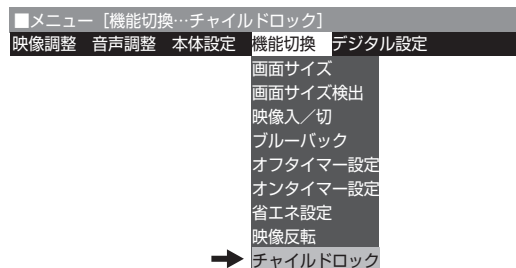 ■メニュー［機能切換…チャイルドロック］
映像調整 音声調整 本体設定 機能切換 デジタル設定
画面サイズ
画面サイズ検出
映像入／切
ブルーバック
オフタイマー設定
オンタイマー設定
省エネ設定
映像反転
チャイルドロック